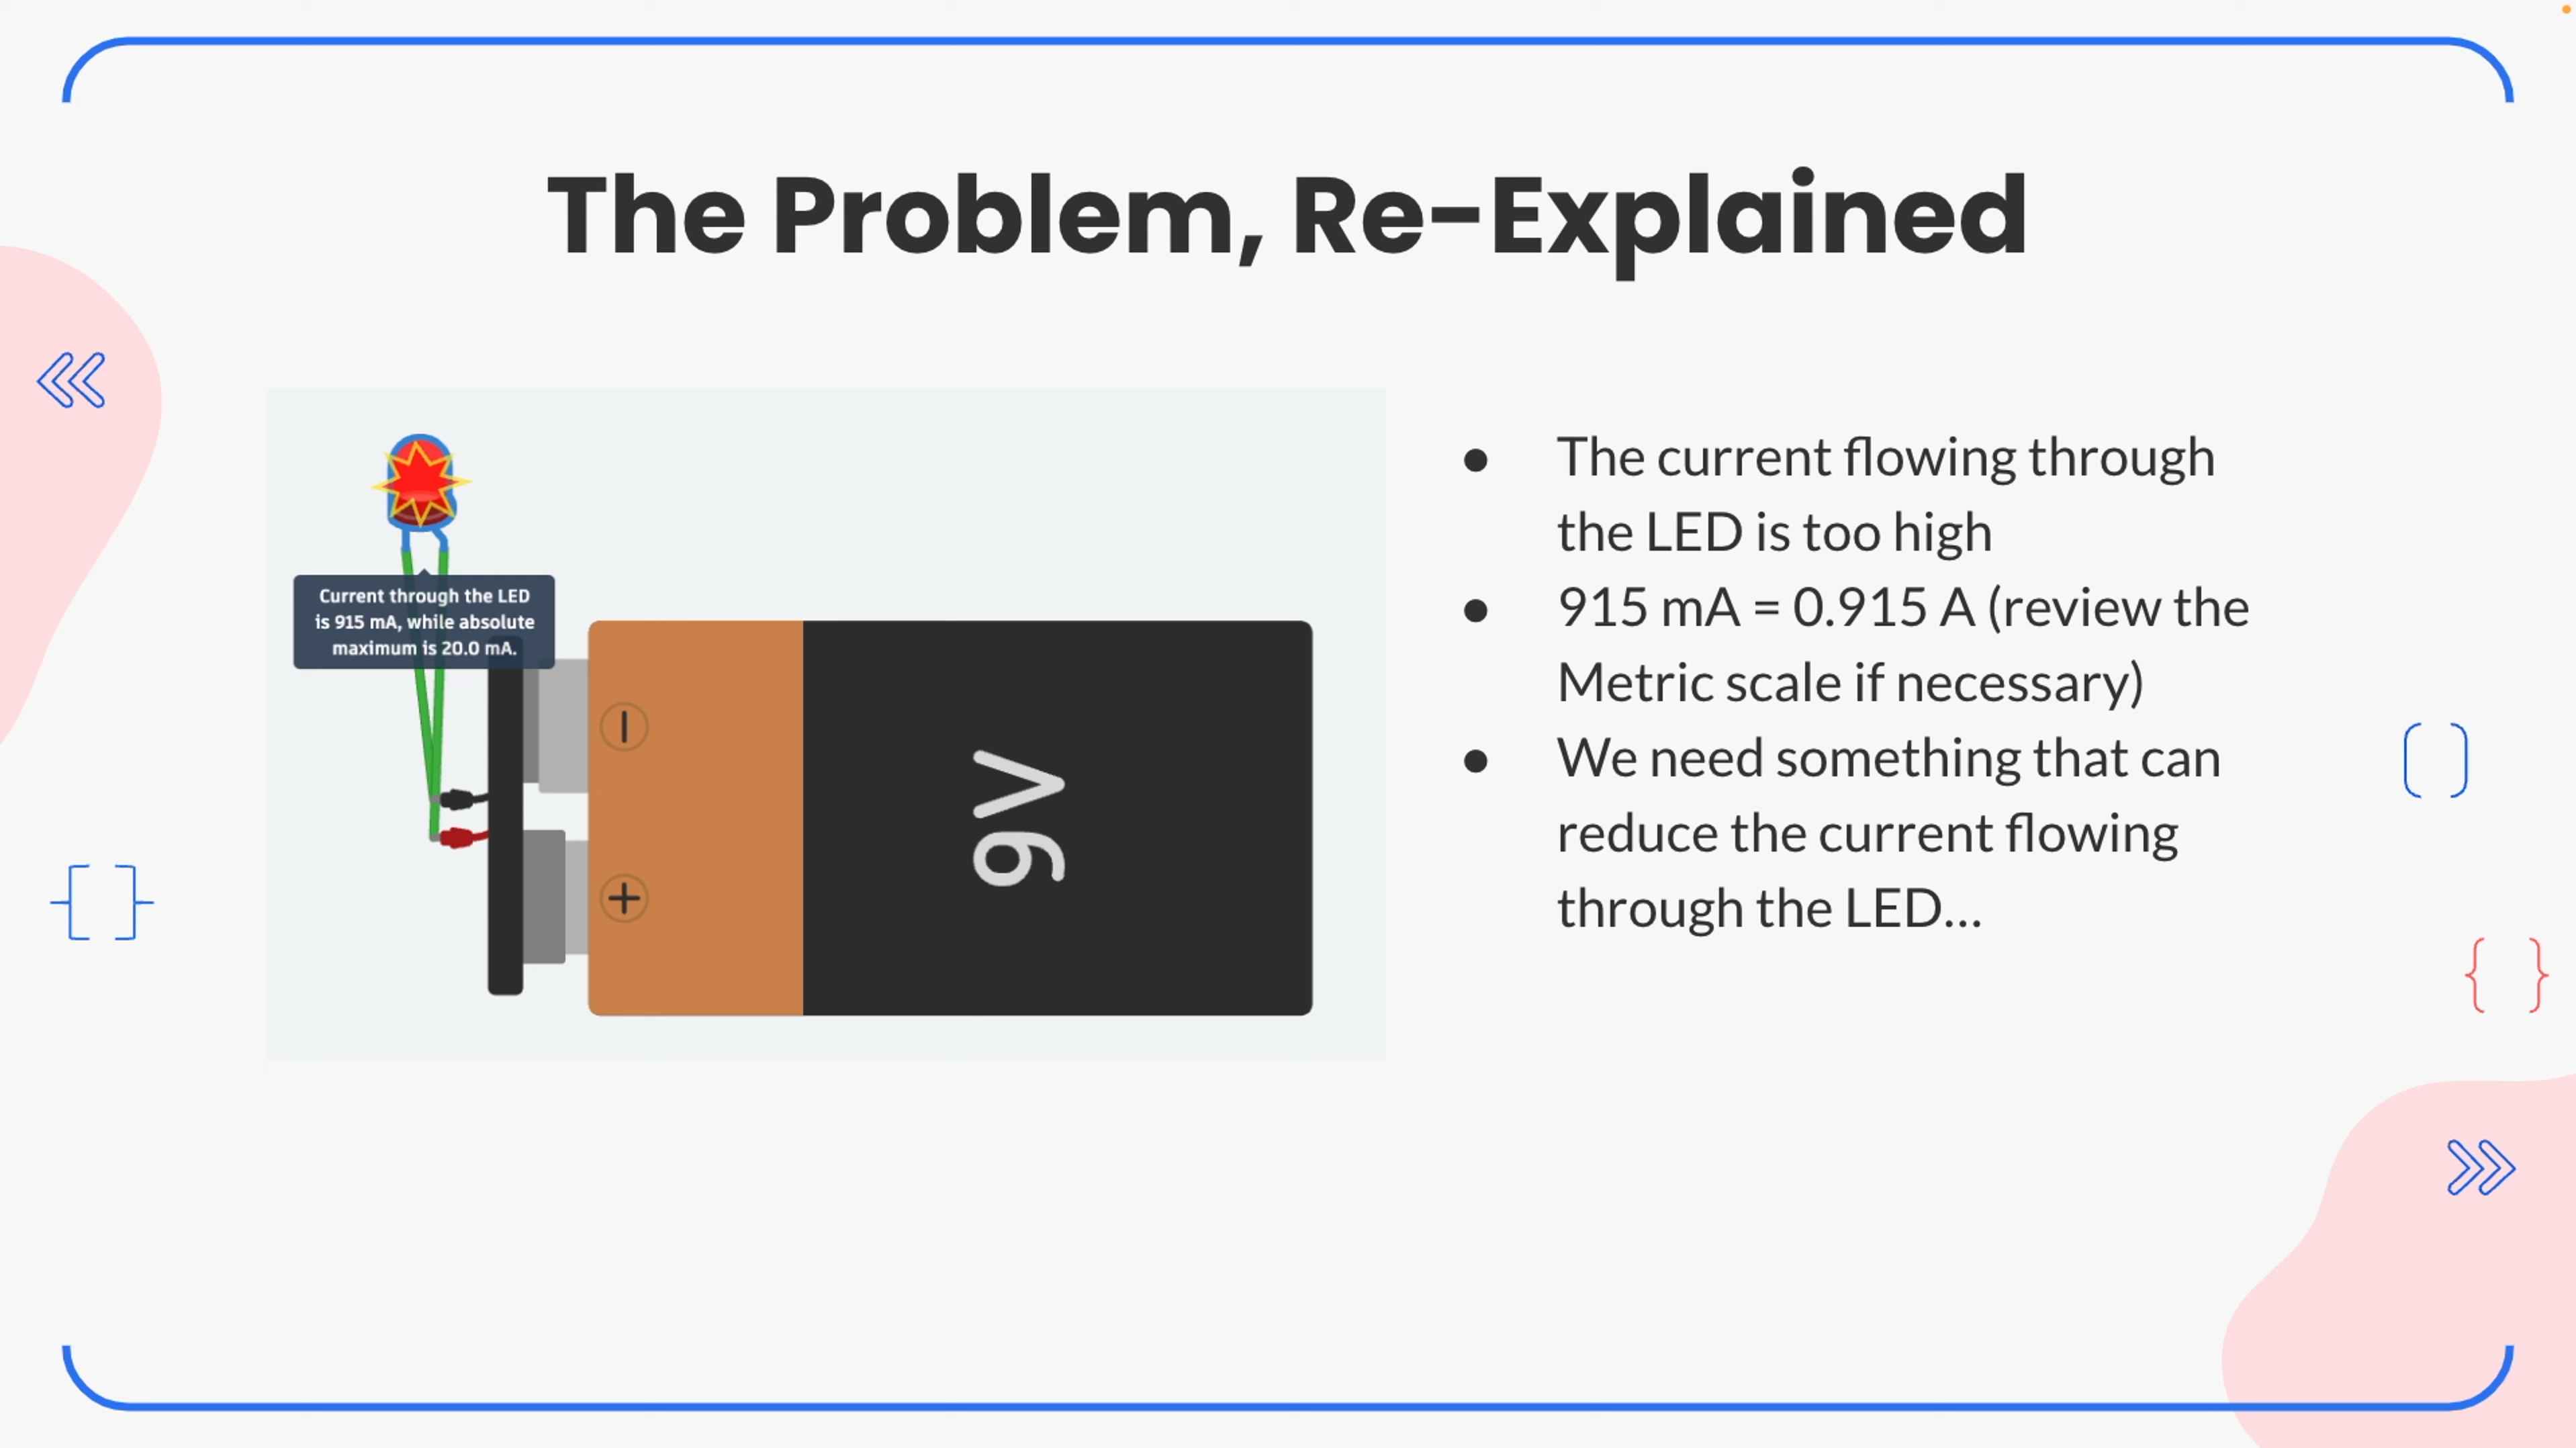 The Problem, Re-Explained
Current through the LED
is 915 mA, while absolute
maximum is 20.0 mA.
9V
● The current flowing through
the LED is too high
● 915 mA = 0.915 A (review the
Metric scale if necessary)
● We need something that can
reduce the current flowing
through the LED...